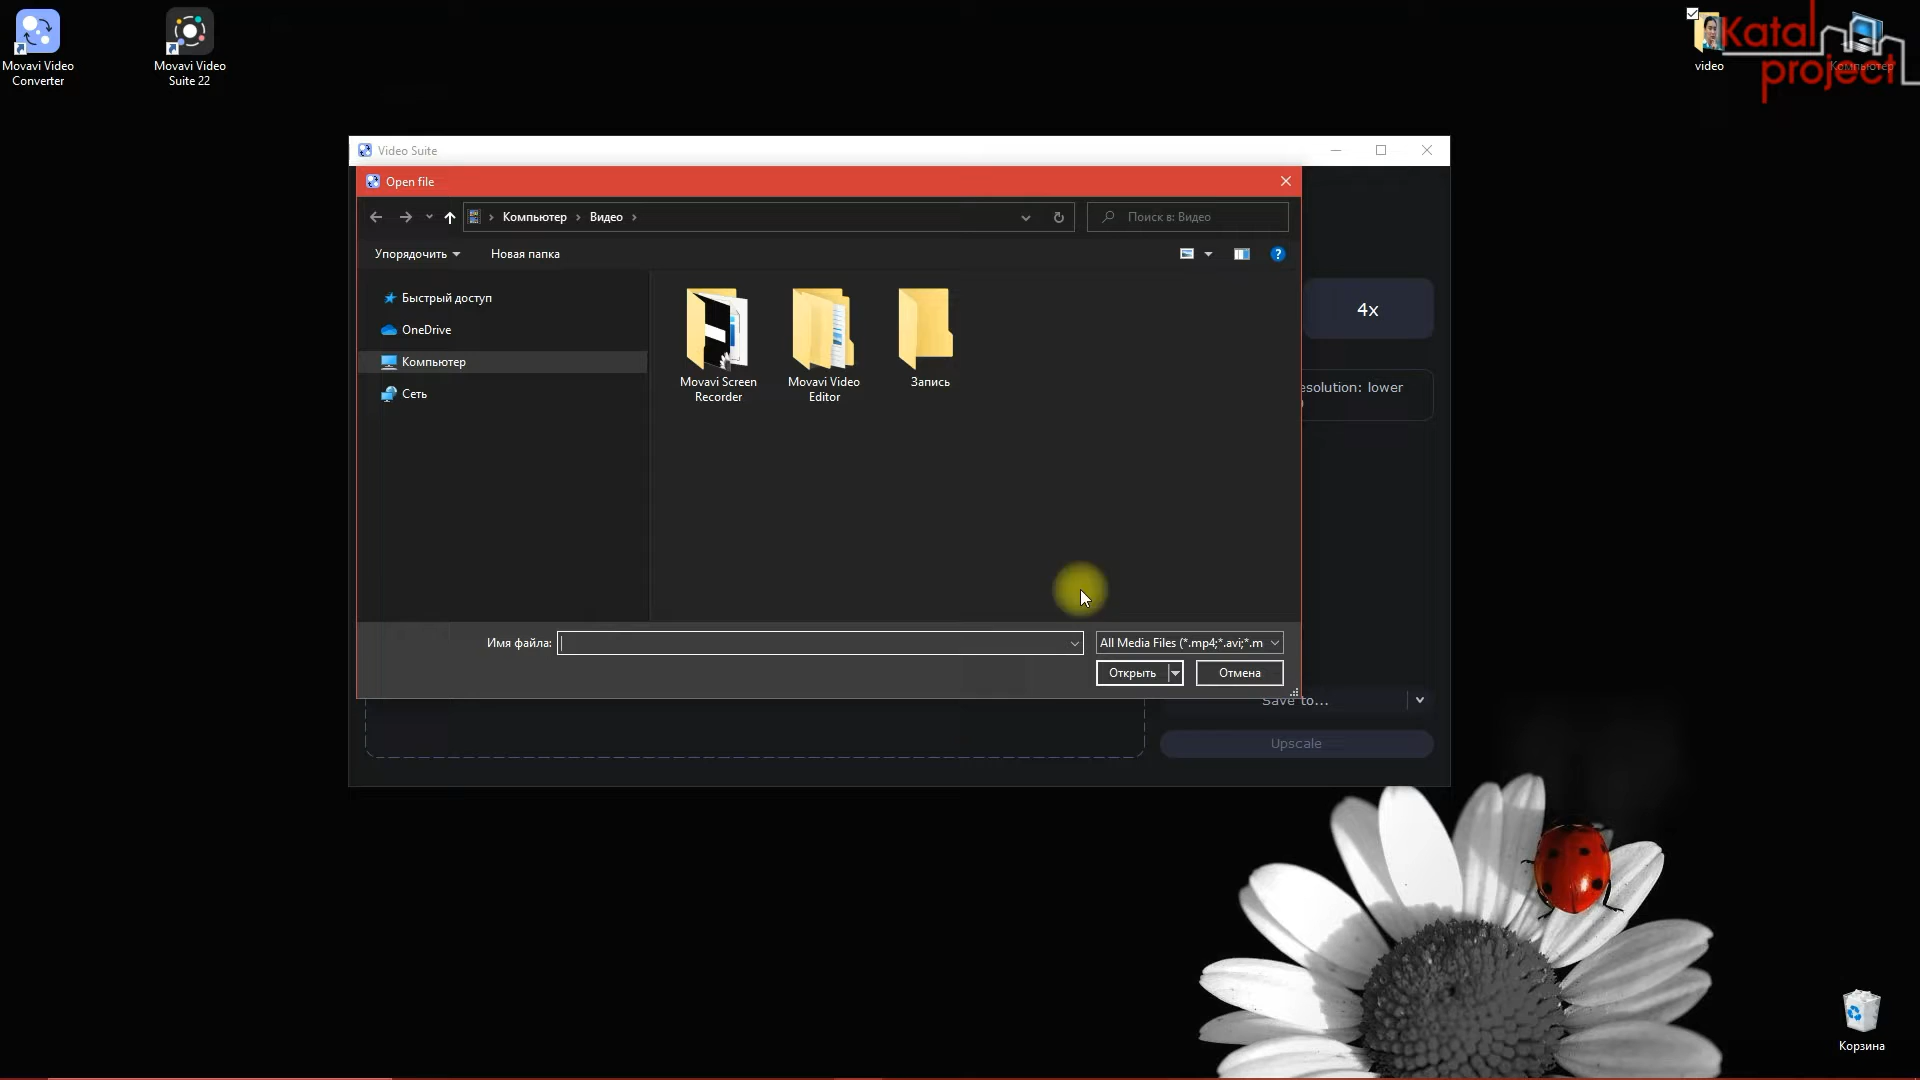 Movavi Video
Converter
Movavi Video
Suite 22
video
Компьютер
Katal
project
Video Suite
Open file
Компьютер
Видео
Поиск в: Видео
Упорядочить
Новая папка
?
Быстрый доступ
OneDrive
Компьютер
Сеть
Movavi Screen
Recorder
Movavi Video
Editor
Запись
4x
esolution: lower
Имя файла:
All Media Files (*.mp4;*.avi;*.m
Открыть
Отмена
Save to...
Upscale
Корзина